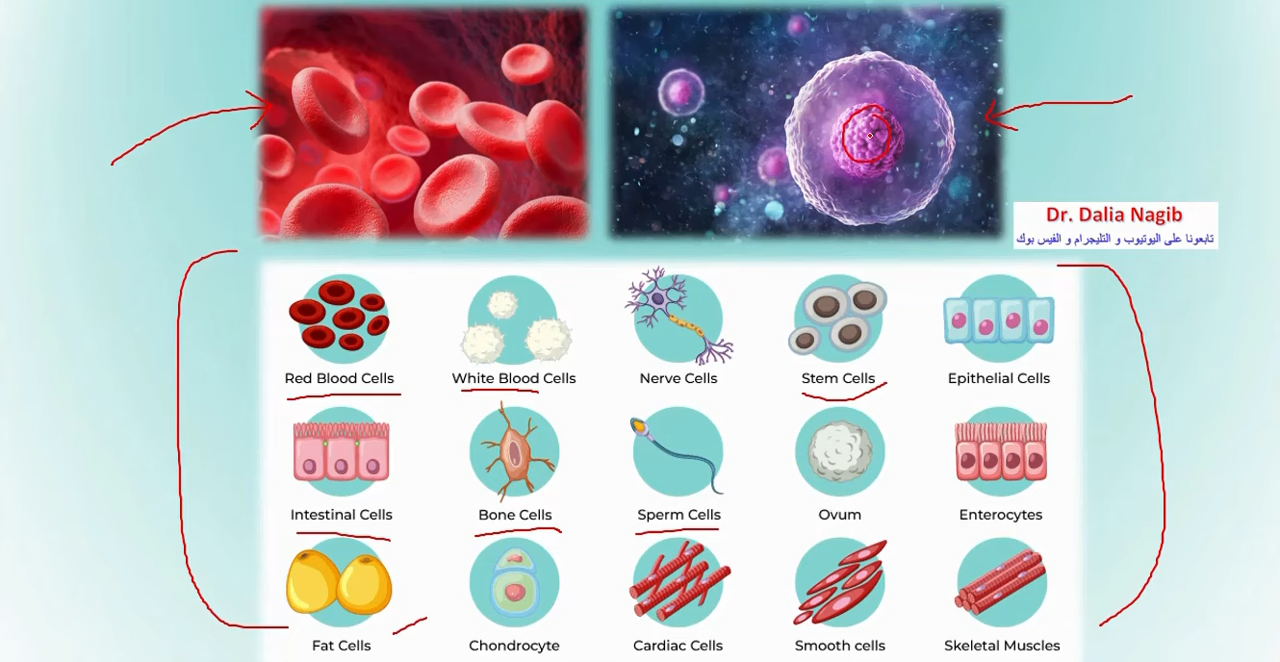 Dr. Dalia Nagib
تابعونا على اليوتيوب و التليجرام و الفيس بوك
Red Blood Cells
White Blood Cells
Nerve Cells
Stem Cells
Epithelial Cells
Intestinal Cells
Bone Cells
Sperm Cells
Ovum
Enterocytes
Fat Cells
Chondrocyte
Cardiac Cells
Smooth cells
Skeletal Muscles